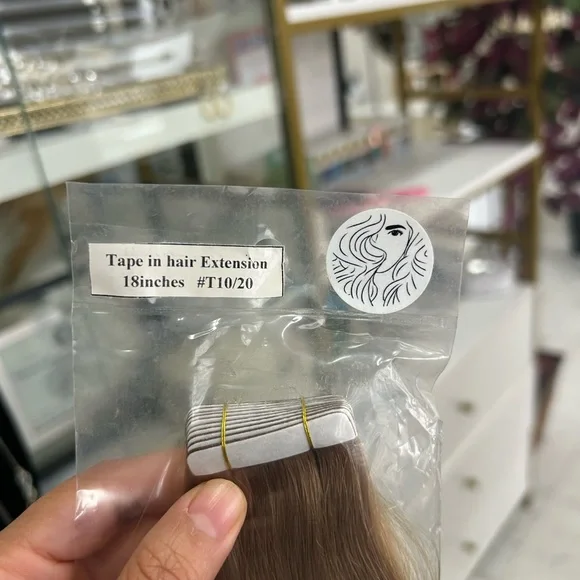 Tape in hair Extension
18inches #T10/20